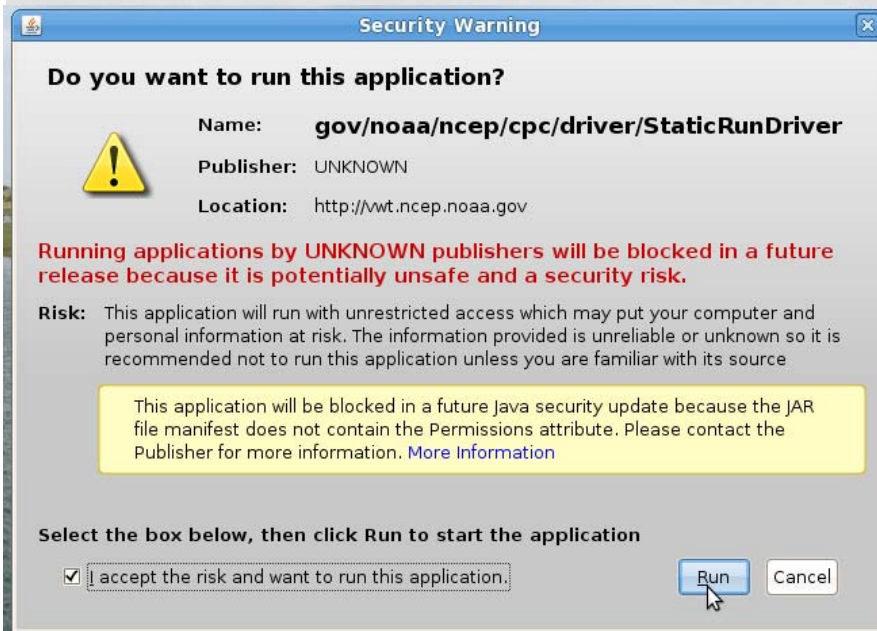 Security Warning
Do you want to run this application?
Name: gov/noaa/ncep/cpc/driver/StaticRunDriver
Publisher: UNKNOWN
Location: http://vwt.ncep.noaa.gov
Running applications by UNKNOWN publishers will be blocked in a future
release because it is potentially unsafe and a security risk.
Risk: This application will run with unrestricted access which may put your computer and
personal information at risk. The information provided is unreliable or unknown so it is
recommended not to run this application unless you are familiar with its source
This application will be blocked in a future Java security update because the JAR
file manifest does not contain the Permissions attribute. Please contact the
Publisher for more information. More Information
Select the box below, then click Run to start the application
I accept the risk and want to run this application.
Run Cancel